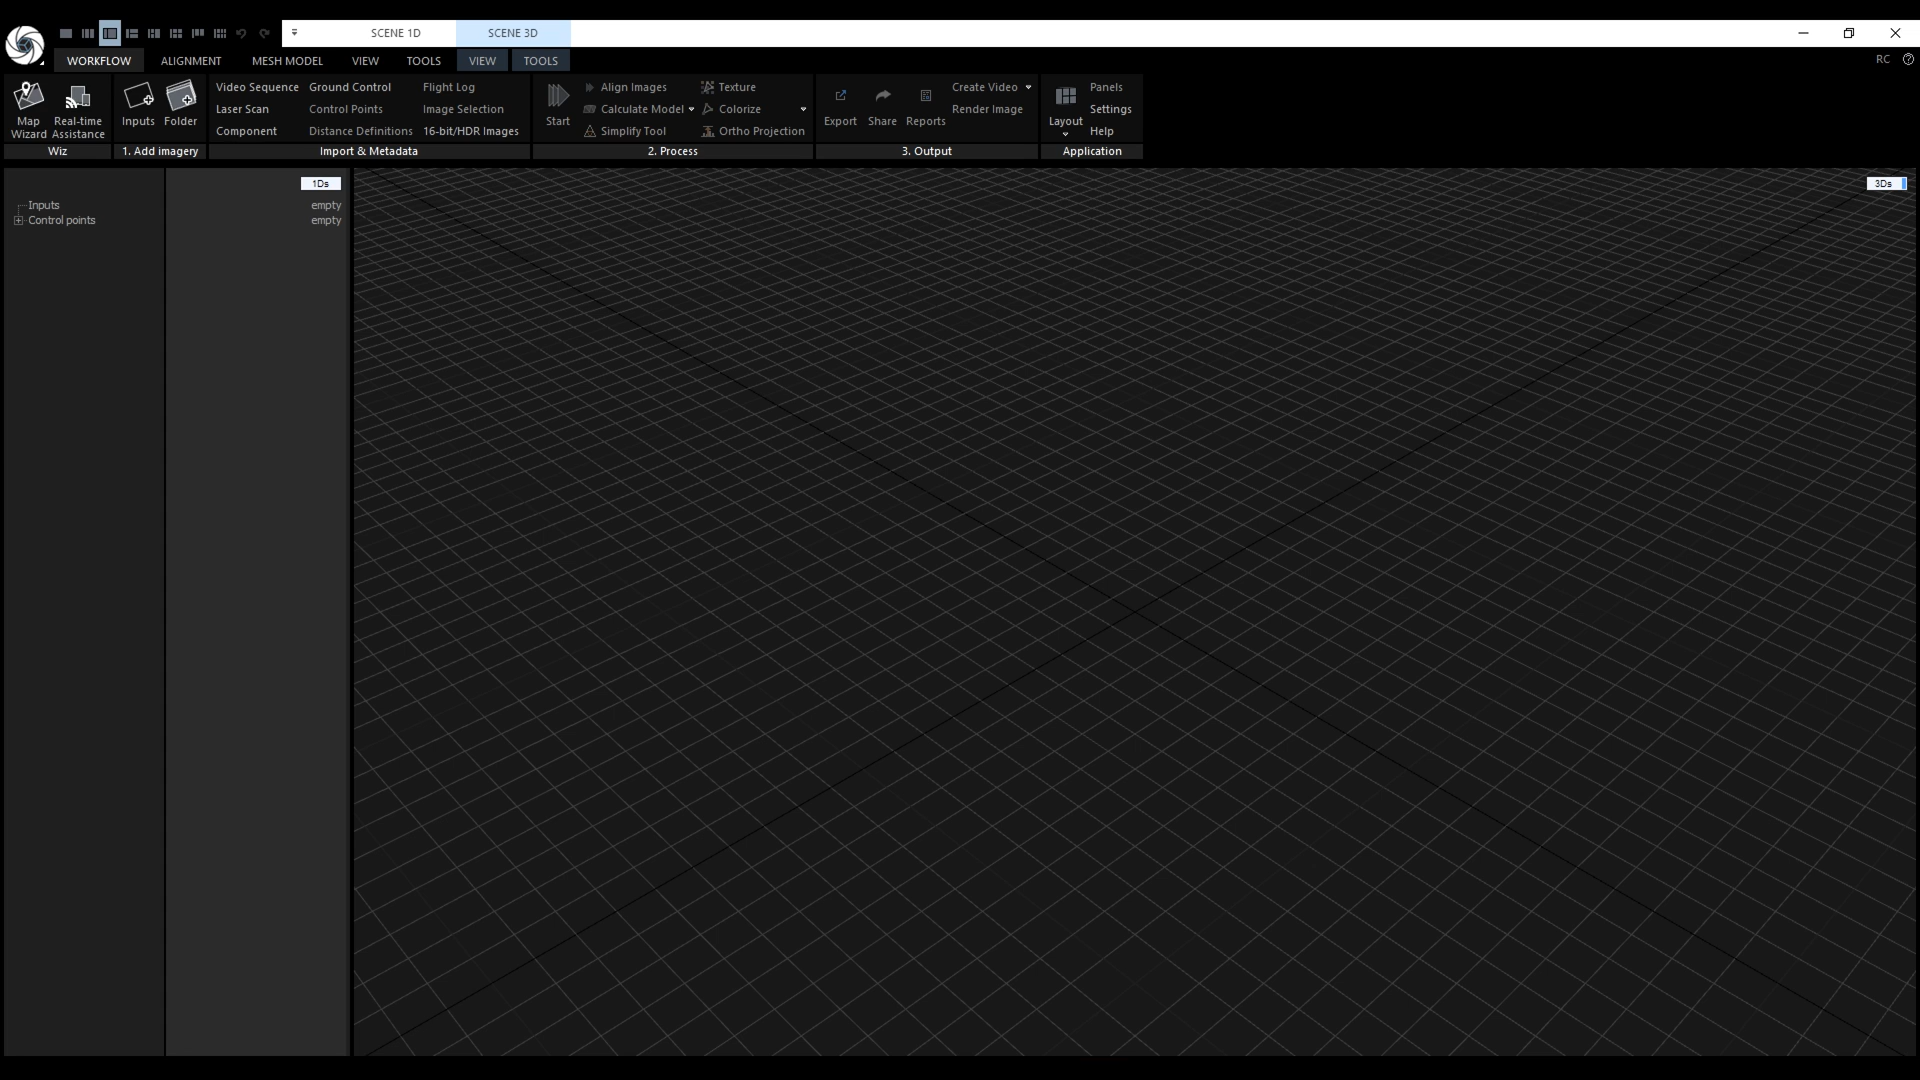 SCENE 1D SCENE 3D
WORKFLOW ALIGNMENT MESH MODEL VIEW TOOLS VIEW TOOLS RC
Map Wizard
Real-time Assistance
Wiz
Inputs Folder
1. Add imagery
Video Sequence Ground Control Flight Log
Laser Scan Control Points Image Selection
Component Distance Definitions 16-bit/HDR Images
Import & Metadata
Start
Align Images Texture
Calculate Model Colorize
Simplify Tool Ortho Projection
2. Process
Export Share Reports
Create Video
Render Image
3. Output
Layout
Panels
Settings
Help
Application
1Ds
Inputs empty
Control points empty
3Ds